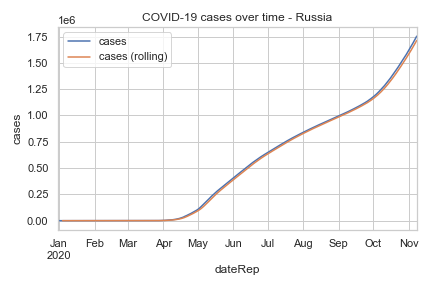 COVID-19 cases over time - Russia
1e6
cases
cases (rolling)
1.75
1.50
1.25
1.00
0.75
0.50
0.25
0.00
cases
Jan Feb Mar Apr May Jun Jul Aug Sep Oct Nov
2020
dateRep